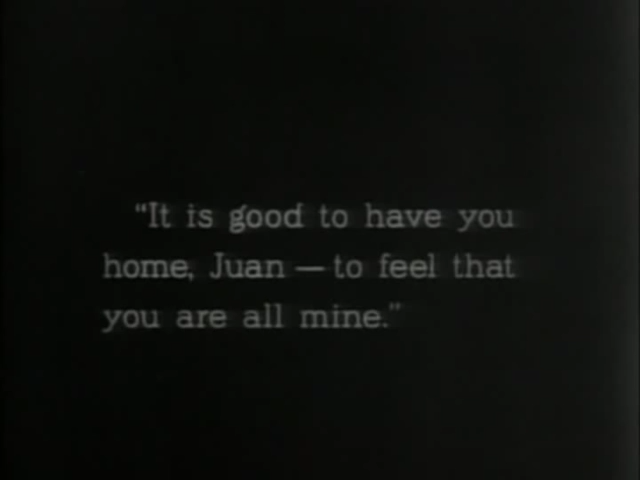 “It is good to have you
home, Juan — to feel that
you are all mine.”